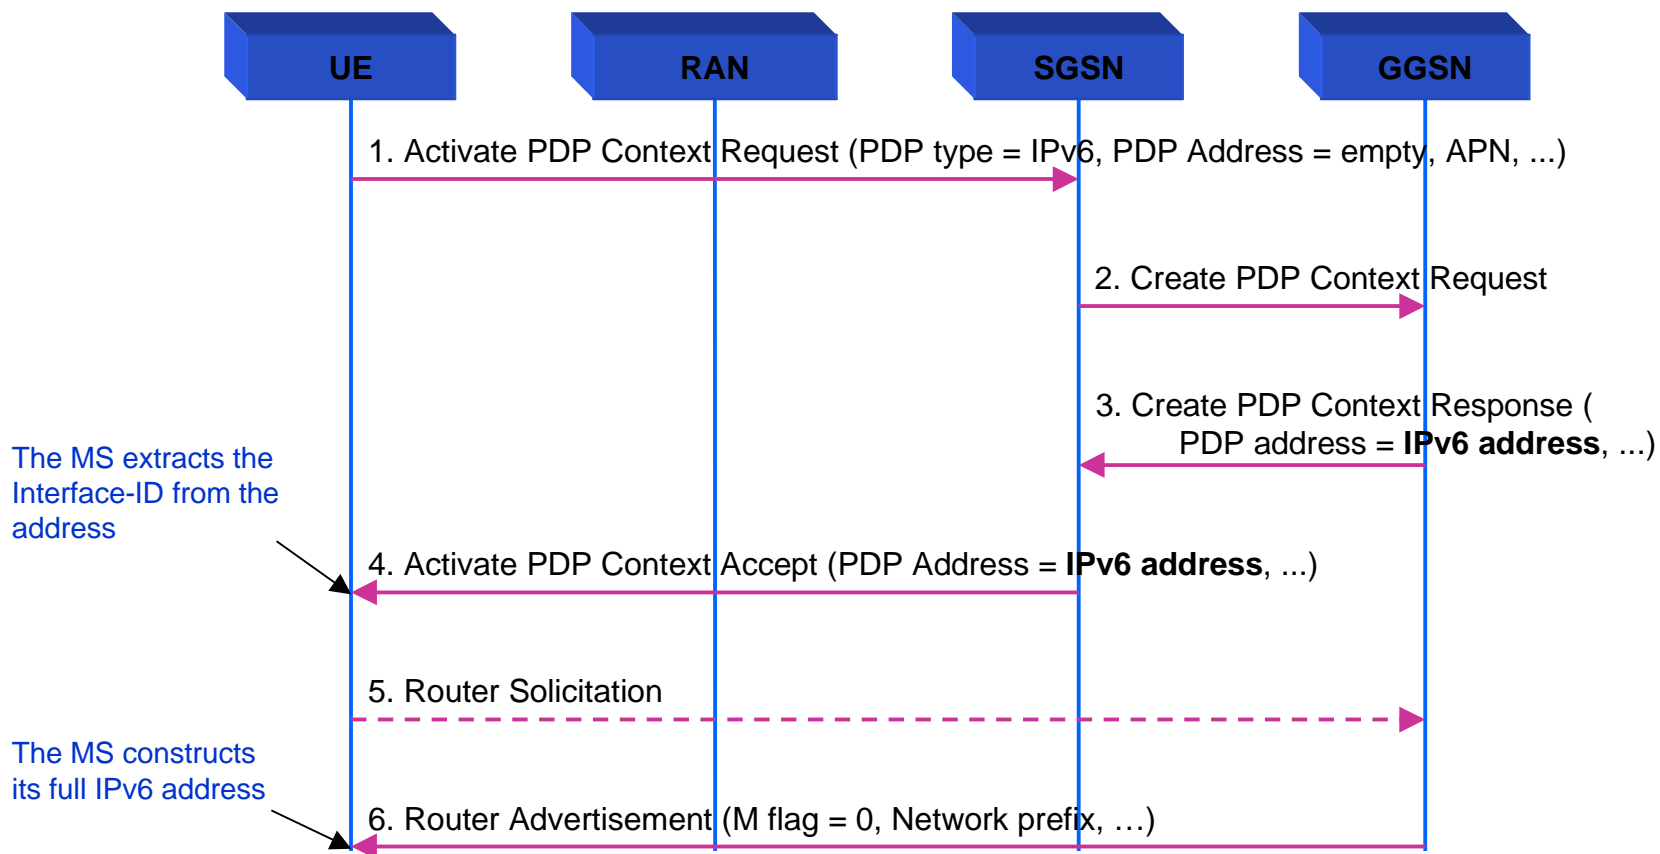 UE RAN SGSN GGSN
1. Activate PDP Context Request (PDP type = IPv6, PDP Address = empty, APN, ...)
2. Create PDP Context Request
3. Create PDP Context Response (
PDP address = IPv6 address, ...)
The MS extracts the
Interface-ID from the
address
4. Activate PDP Context Accept (PDP Address = IPv6 address, ...)
5. Router Solicitation
The MS constructs
its full IPv6 address
6. Router Advertisement (M flag = 0, Network prefix, …)